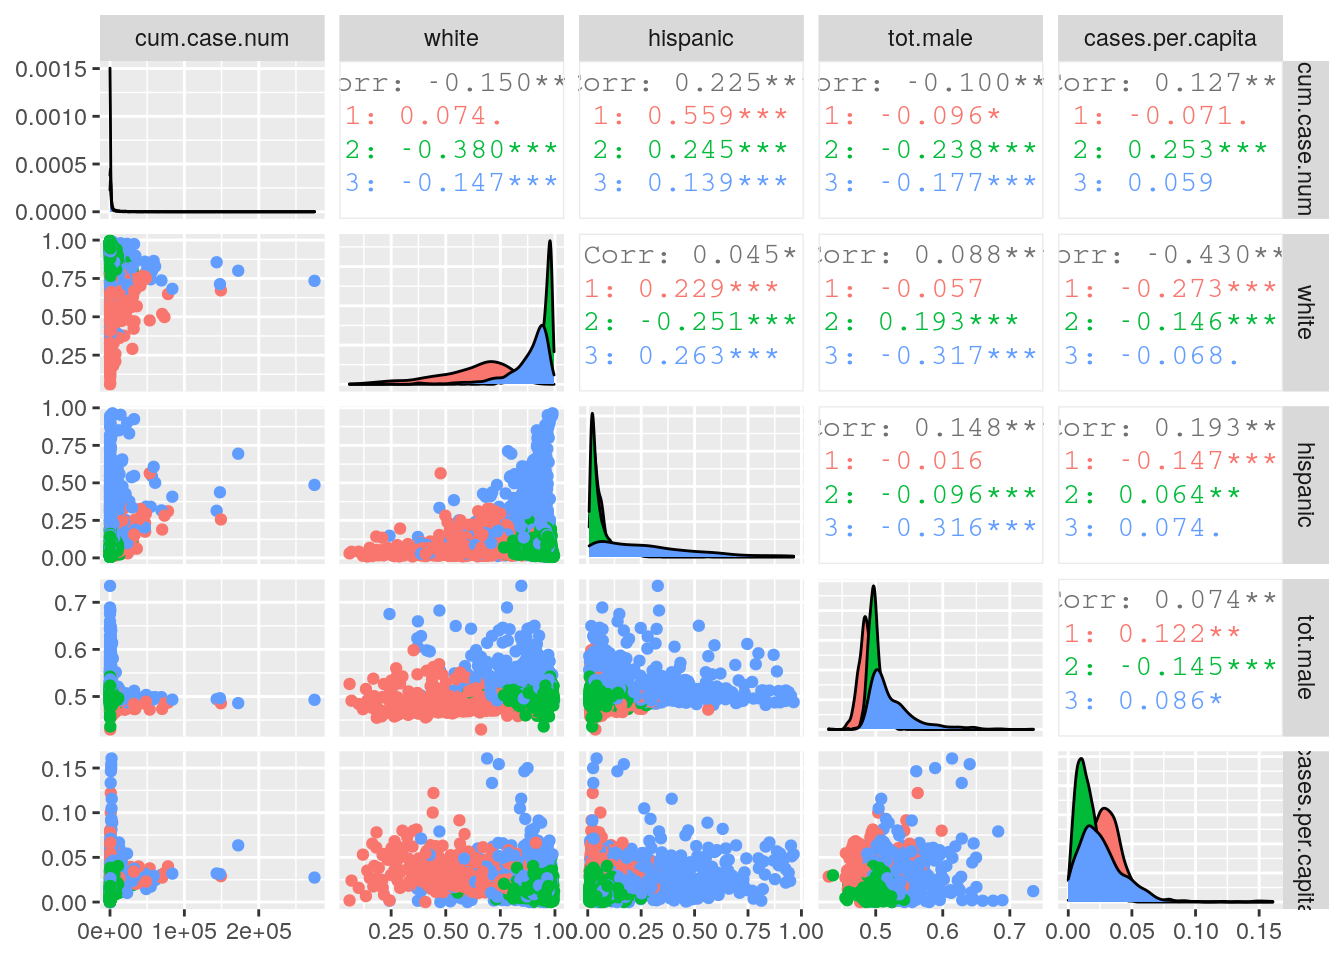 cum.case.num white hispanic tot.male cases.per.capita
0.0015
0.0010
0.0005
0.0000
orr: -0.150**
1: 0.074.
2: -0.380***
3: -0.147***
Corr: 0.225**
1: 0.559***
2: 0.245***
3: 0.139***
orr: -0.100**
1: -0.096*
2: -0.238***
3: -0.177***
Corr: 0.127**
1: -0.071.
2: 0.253***
3: 0.059
cum.case.num
1.00
0.75
0.50
0.25
Corr: 0.045*
1: 0.229***
2: -0.251***
3: 0.263***
Corr: 0.088**
1: -0.057
2: 0.193***
3: -0.317***
orr: -0.430**
1: -0.273***
2: -0.146***
3: -0.068.
white
1.00
0.75
0.50
0.25
0.00
Corr: 0.148**
1: -0.016
2: -0.096***
3: -0.316***
Corr: 0.193**
1: -0.147***
2: 0.064**
3: 0.074.
hispanic
0.7
0.6
0.5
Corr: 0.074**
1: 0.122**
2: -0.145***
3: 0.086*
tot.male
0.15
0.10
0.05
0.00
ases.per.capita
0e+00 1e+05 2e+05
0.25 0.50 0.75 1.00
0.00 0.25 0.50 0.75 1.00
0.5 0.6 0.7
0.00 0.05 0.10 0.15